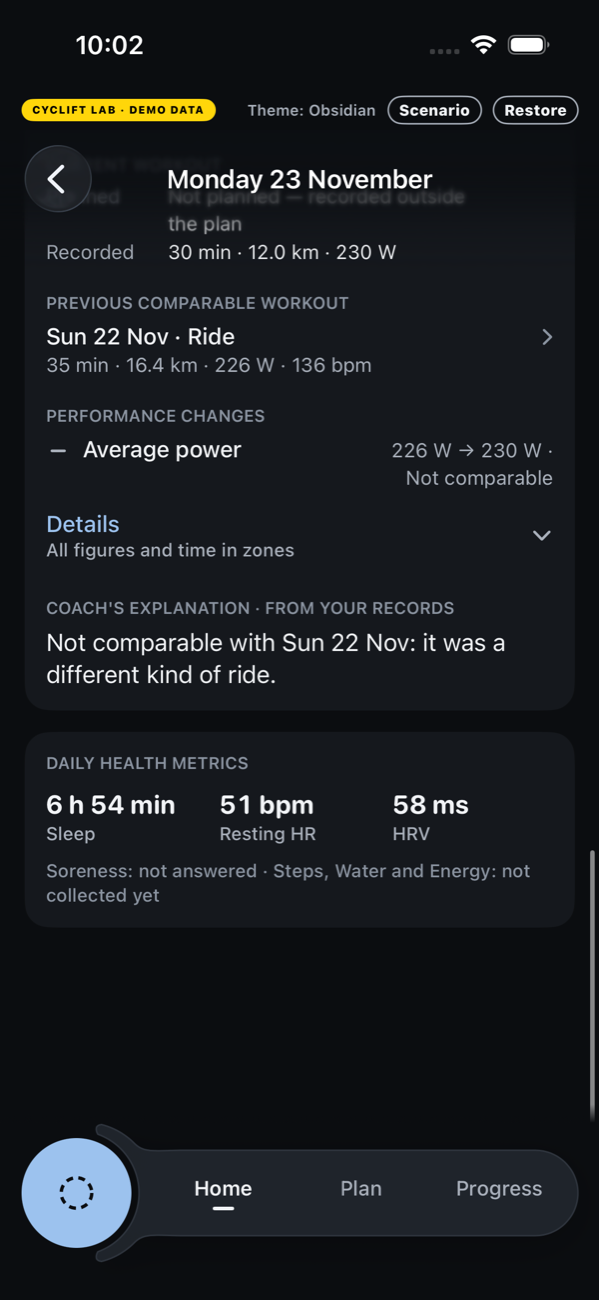 10:02
CYCLIFT LAB · DEMO DATA
Theme: Obsidian
Scenario
Restore
Monday 23 November
Not planned — recorded outside
the plan
Recorded
30 min · 12.0 km · 230 W
PREVIOUS COMPARABLE WORKOUT
Sun 22 Nov · Ride
35 min · 16.4 km · 226 W · 136 bpm
PERFORMANCE CHANGES
— Average power
226 W → 230 W ·
Not comparable
Details
All figures and time in zones
COACH'S EXPLANATION · FROM YOUR RECORDS
Not comparable with Sun 22 Nov: it was a
different kind of ride.
DAILY HEALTH METRICS
6 h 54 min
51 bpm
58 ms
Sleep
Resting HR
HRV
Soreness: not answered · Steps, Water and Energy: not
collected yet
Home
Plan
Progress